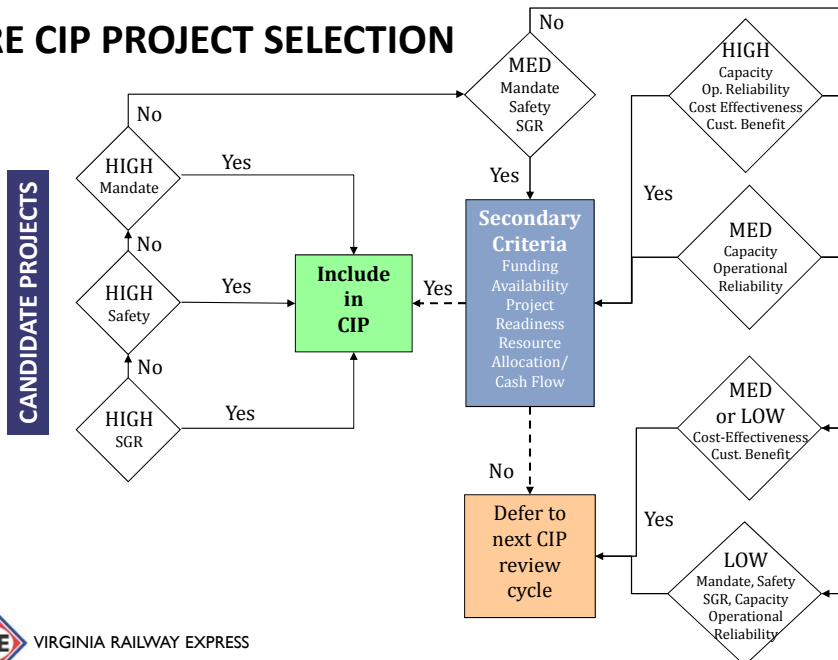 RE CIP PROJECT SELECTION
CANDIDATE PROJECTS
No
HIGH
Mandate
Yes
No
HIGH
Safety
Yes
No
HIGH
SGR
Yes
Include
in
CIP
No
MED
Mandate
Safety
SGR
Yes
Secondary
Criteria
Funding
Availability
Project
Readiness
Resource
Allocation/
Cash Flow
Yes
No
Defer to
next CIP
review
cycle
HIGH
Capacity
Op. Reliability
Cost Effectiveness
Cust. Benefit
Yes
MED
Capacity
Operational
Reliability
MED
or LOW
Cost-Effectiveness
Cust. Benefit
Yes
LOW
Mandate, Safety
SGR, Capacity
Operational
Reliability
E
VIRGINIA RAILWAY EXPRESS